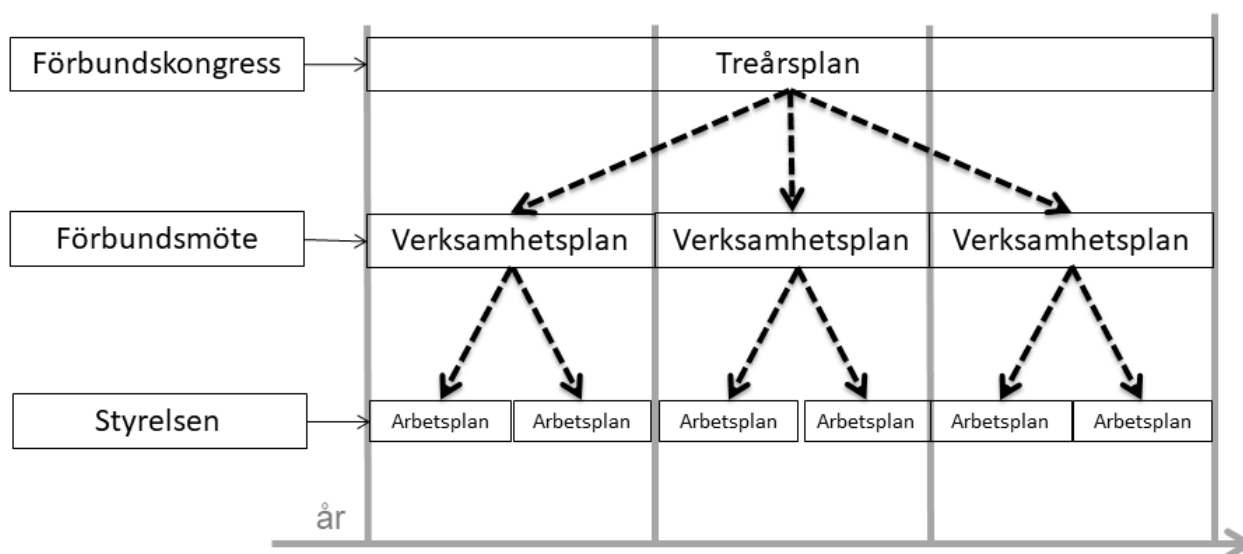 Förbundskongress
Treårsplan
Förbundsmöte
Verksamhetsplan
Verksamhetsplan
Verksamhetsplan
Styrelsen
Arbetsplan
Arbetsplan
Arbetsplan
Arbetsplan
Arbetsplan
Arbetsplan
år